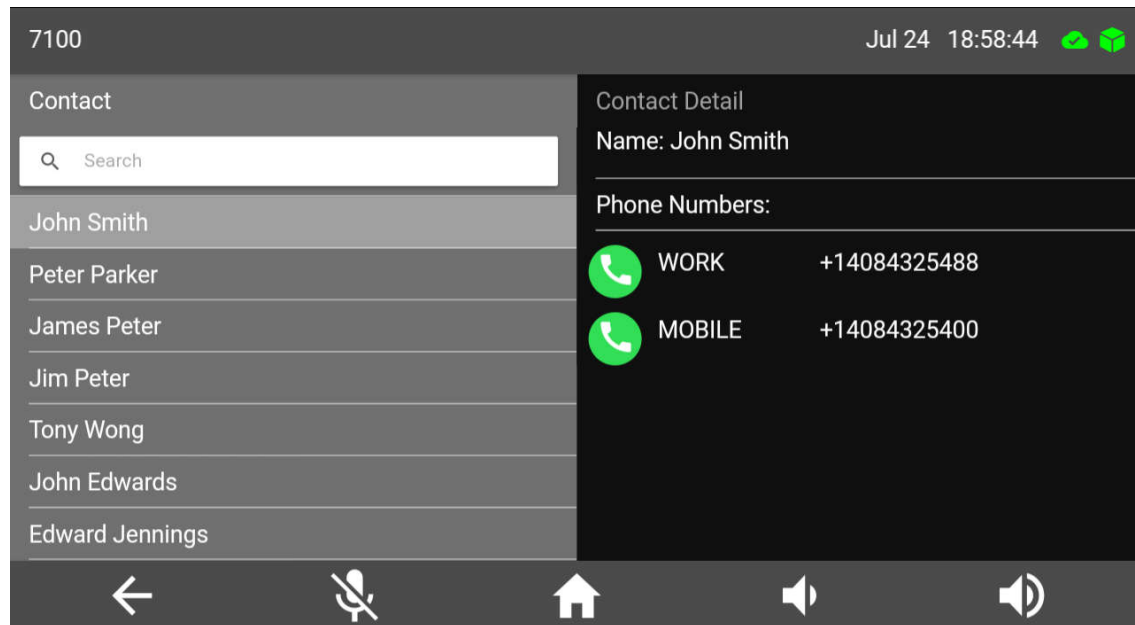 7100 Jul 24 18:58:44
Contact
Search
John Smith
Peter Parker
James Peter
Jim Peter
Tony Wong
John Edwards
Edward Jennings
Contact Detail
Name: John Smith
Phone Numbers:
WORK +14084325488
MOBILE +14084325400